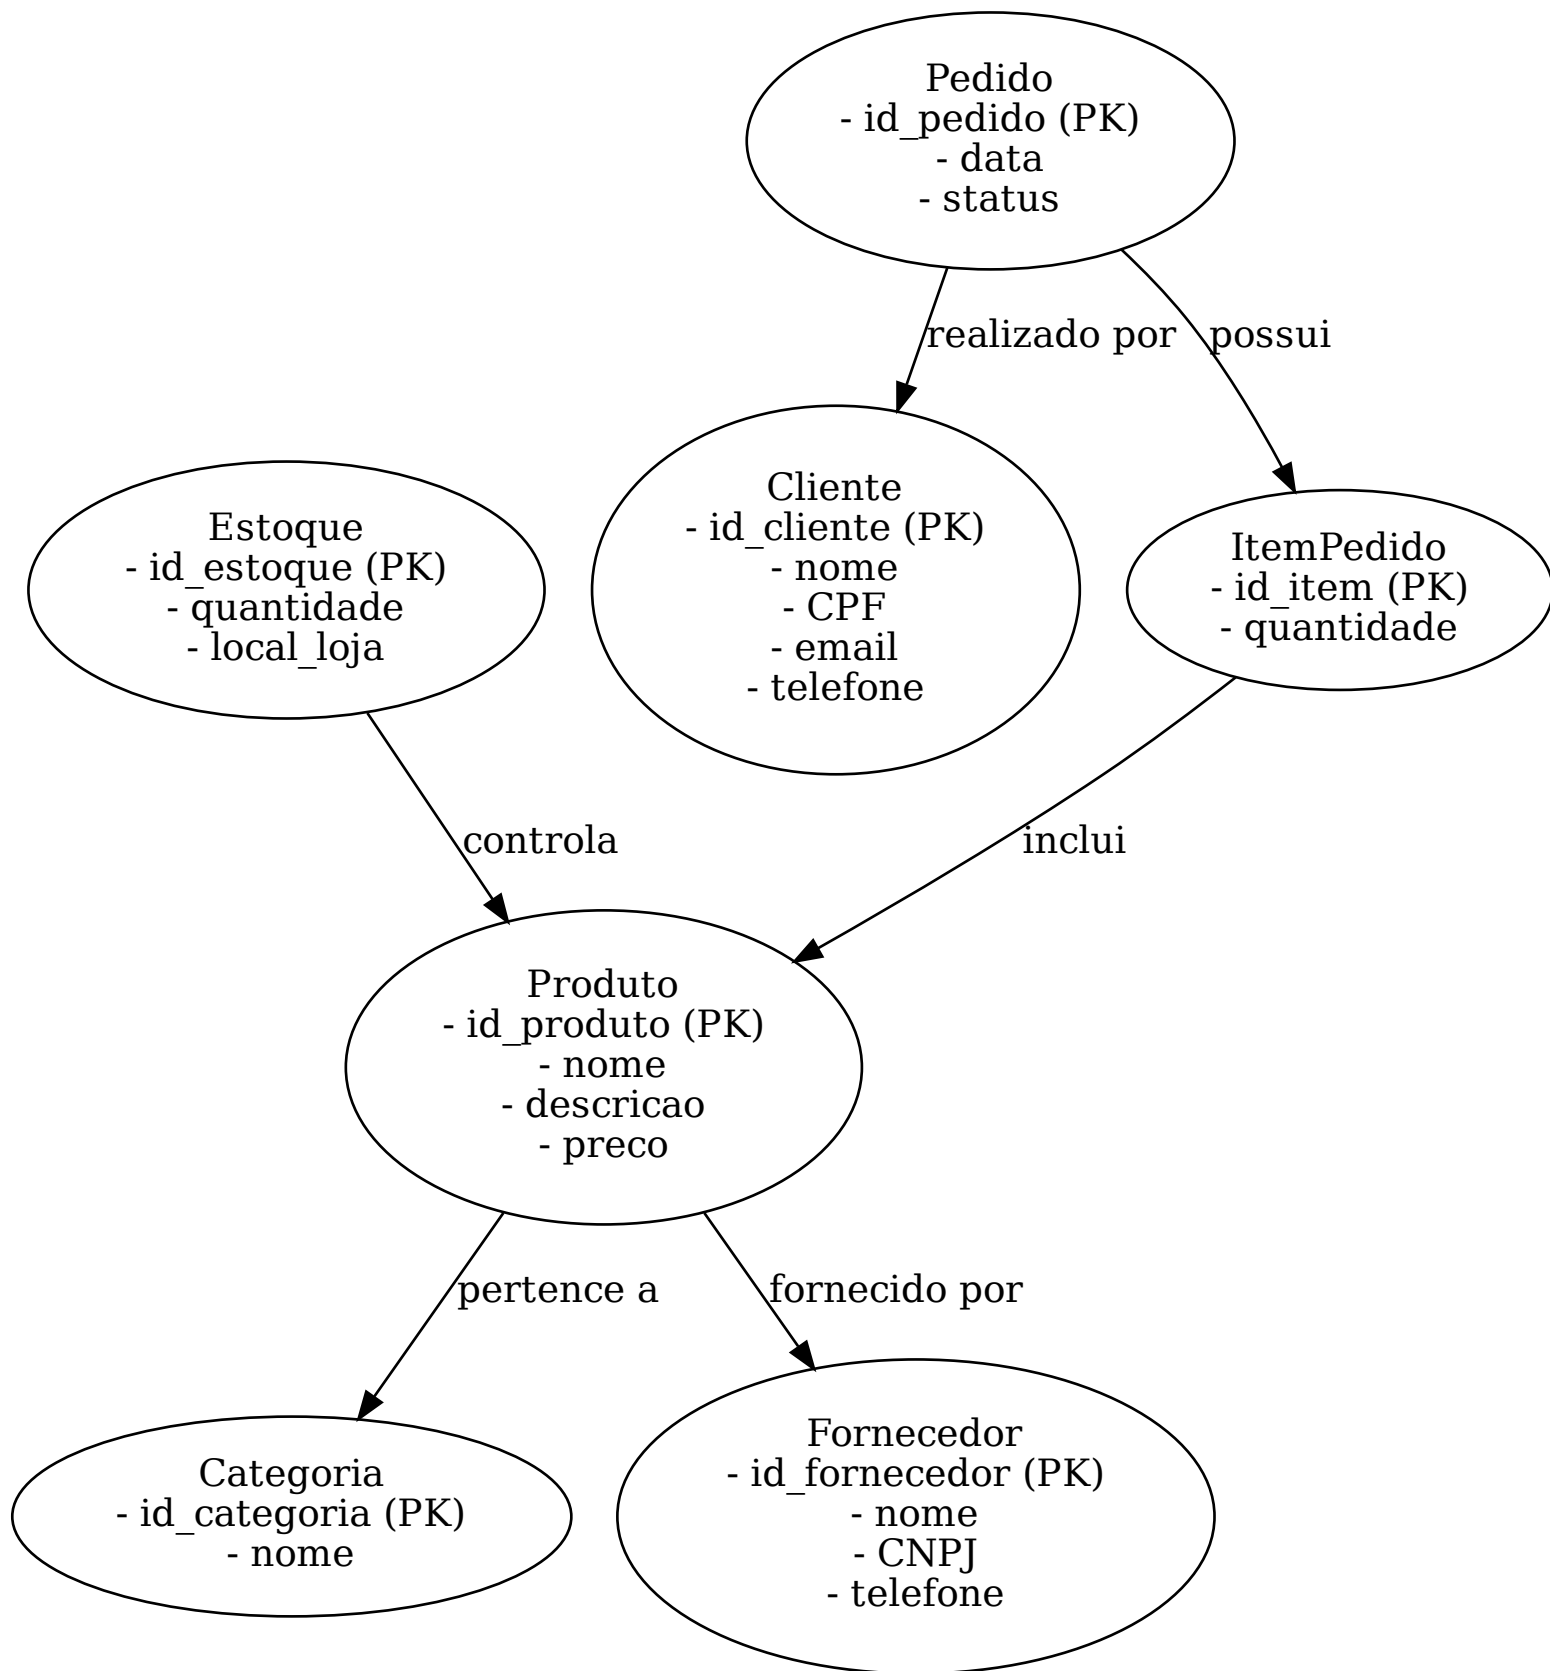 Pedido
- id_pedido (PK)
- data
- status
realizado por
possui
Estoque
- id_estoque (PK)
- quantidade
- local_loja
Cliente
- id_cliente (PK)
- nome
- CPF
- email
- telefone
ItemPedido
- id_item (PK)
- quantidade
controla
inclui
Produto
- id_produto (PK)
- nome
- descricao
- preco
pertence a
fornecido por
Categoria
- id_categoria (PK)
- nome
Fornecedor
- id_fornecedor (PK)
- nome
- CNPJ
- telefone